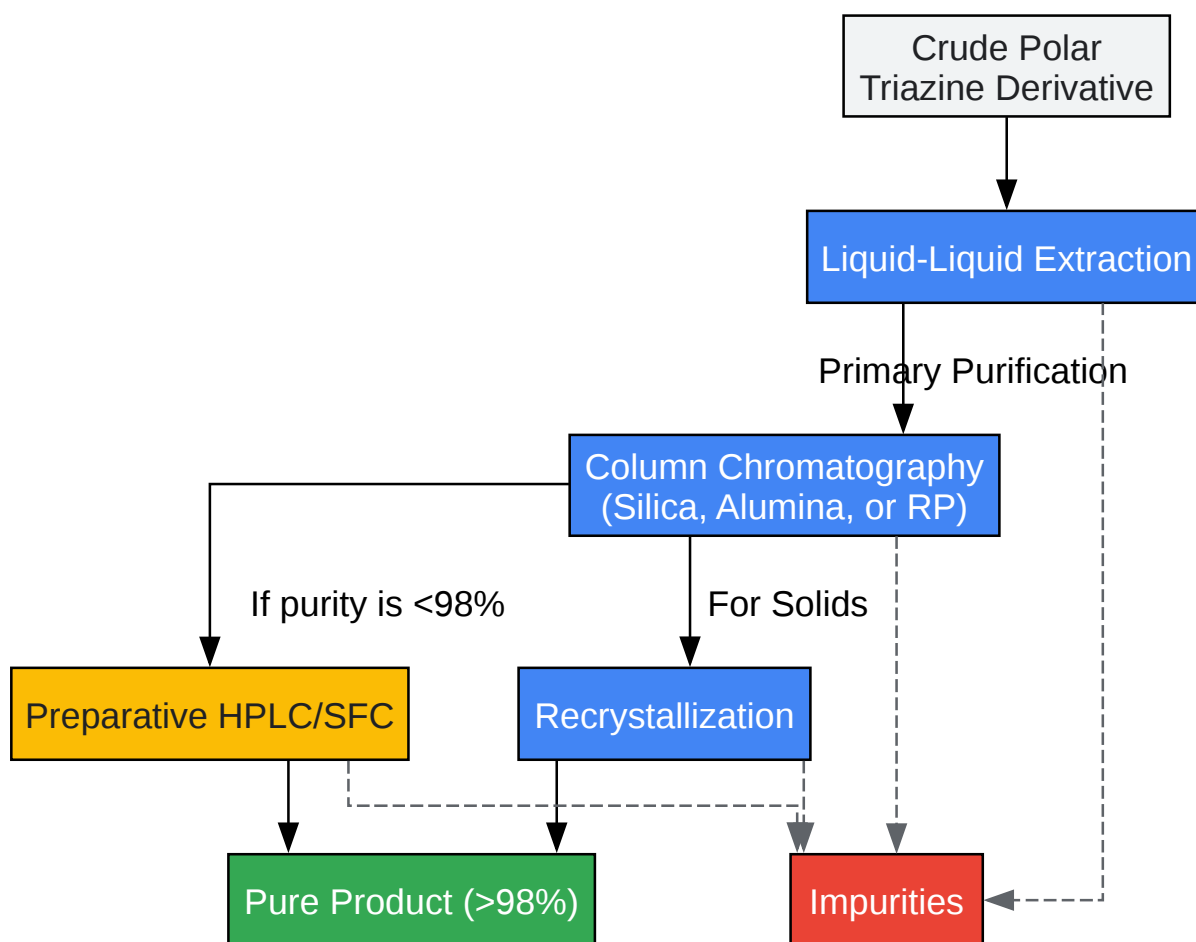 Crude Polar
Triazine Derivative
Liquid-Liquid Extraction
Primary Purification
Column Chromatography
(Silica, Alumina, or RP)
If purity is <98%
For Solids
Preparative HPLC/SFC
Recrystallization
Pure Product (>98%)
Impurities